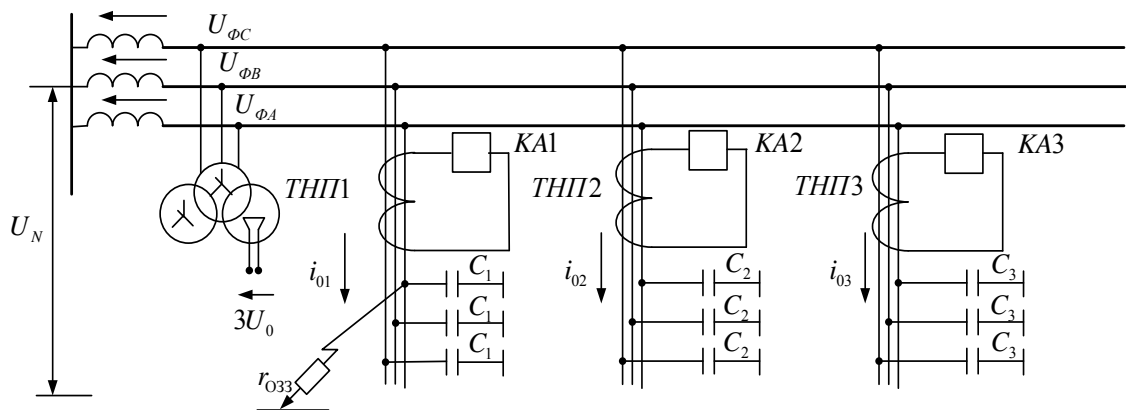 U_ФС
U_ФВ
U_ФА
KA1
KA2
KA3
ТНП1
ТНП2
ТНП3
U_N
i_01
i_02
i_03
C_1
C_2
C_3
3U_0
C_1
C_2
C_3
C_1
C_2
C_3
r_ОЗЗ